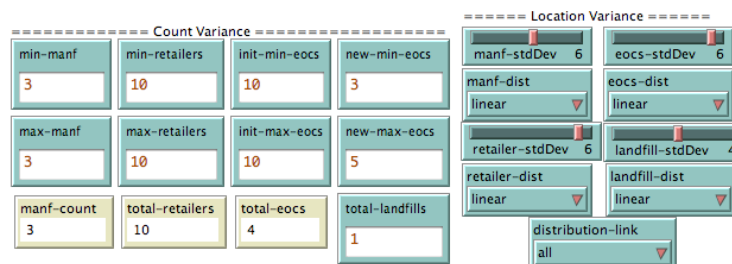 Count Variance
min-manf min-retailers init-min-eocs new-min-eocs
3 10 10 3
max-manf max-retailers init-max-eocs new-max-eocs
3 10 10 5
manf-count total-retailers total-eocs total-landfills
3 10 4 1
====== Location Variance ======
manf-stdDev 6 eocs-stdDev 6
manf-dist eocs-dist
linear linear
retailer-stdDev 6 landfill-stdDev 4
retailer-dist landfill-dist
linear linear
distribution-link
all